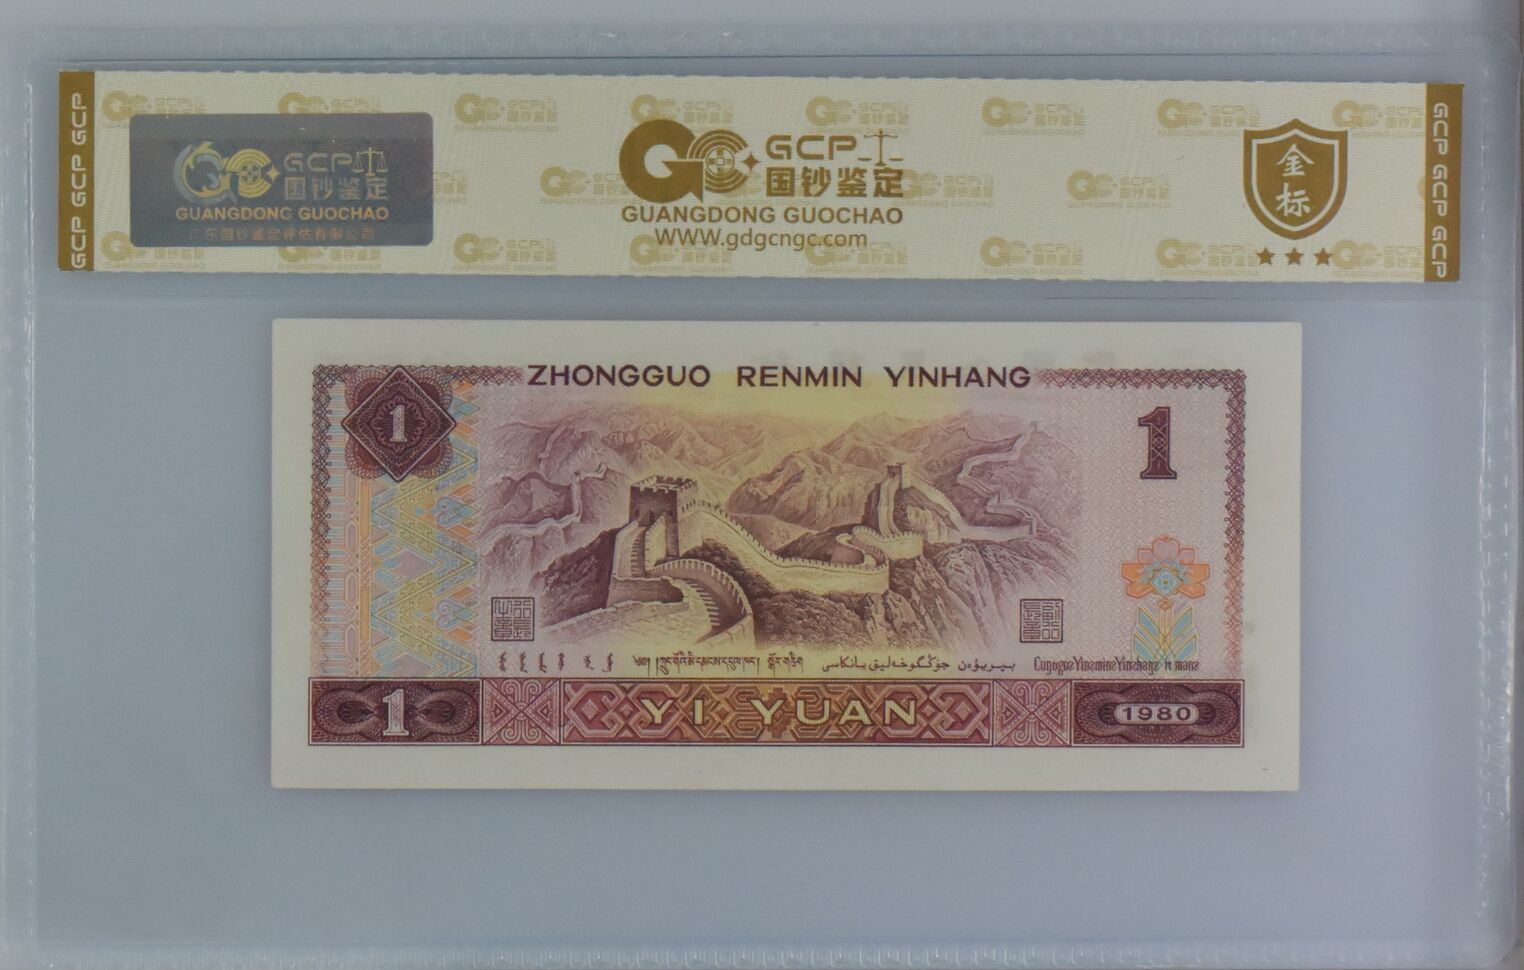 GCP GCP GCP
GCP 国钞鉴定
GUANGDONG GUOCHAO
广东国钞鉴定评估有限公司
GCP
国钞鉴定
GUANGDONG GUOCHAO
WWW.gdgcngc.com
金标
GCP GCP GCP
ZHONGGUO RENMIN YINHANG
1
1
YI YUAN
1
1980